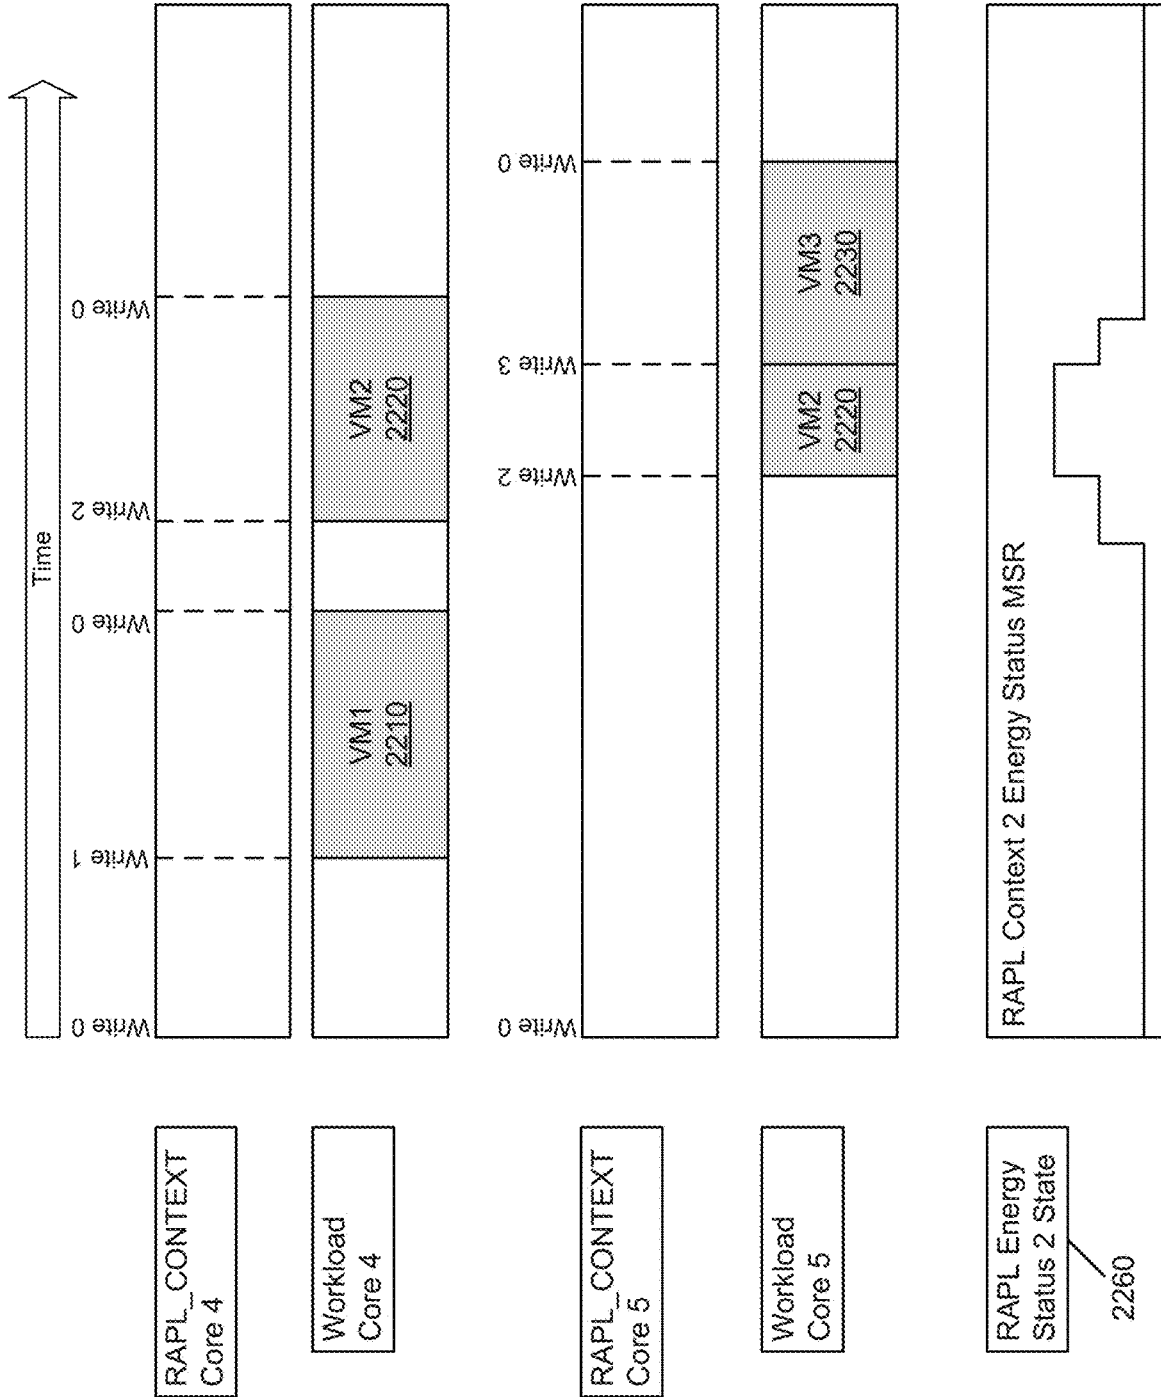 Time
RAPL_CONTEXT
Core 4
Write 0
Write 1
Write 0
Write 2
Write 0
Workload
Core 4
VM1
2210
VM2
2220
RAPL_CONTEXT
Core 5
Write 0
Write 2
Write 3
Write 0
Workload
Core 5
VM2
2220
VM3
2230
RAPL Energy
Status 2 State
2260
RAPL Context 2 Energy Status MSR